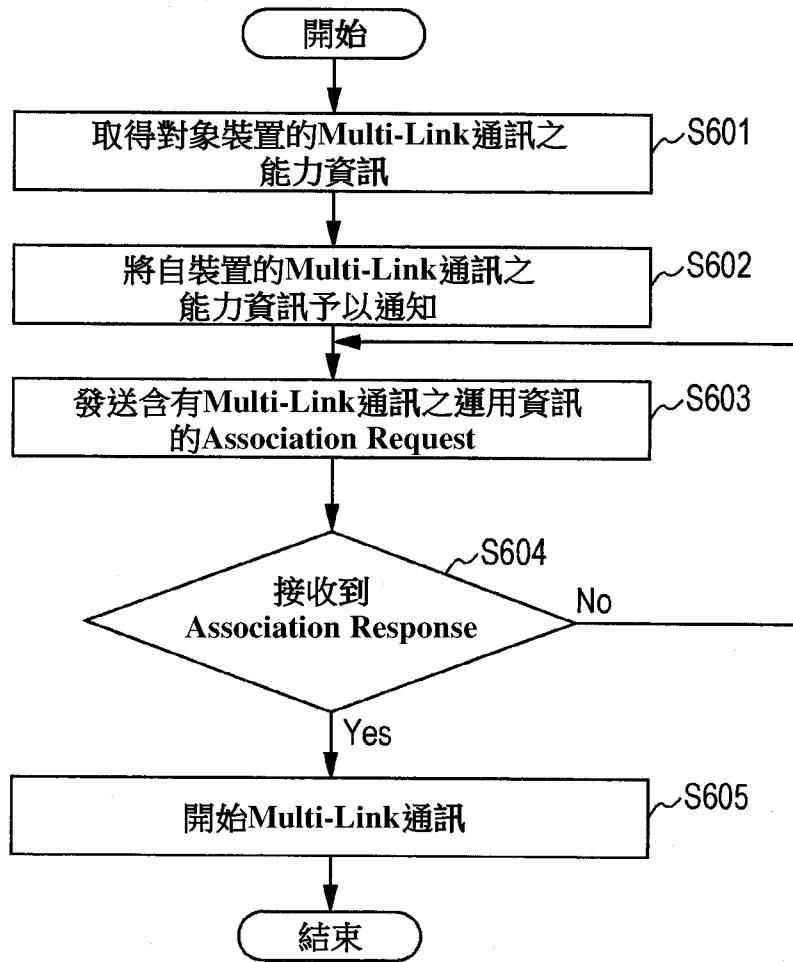 開始
取得對象裝置的Multi-Link通訊之
能力資訊
S601
將自裝置的Multi-Link通訊之
能力資訊予以通知
S602
發送含有Multi-Link通訊之運用資訊
的Association Request
S603
接收到
Association Response
S604
No
Yes
開始Multi-Link通訊
S605
結束